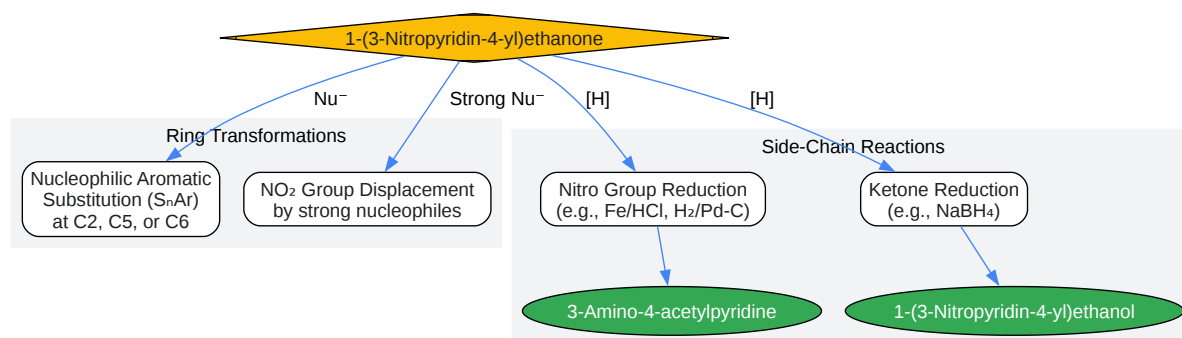 1-(3-Nitropyridin-4-yl)ethanone
Nu⁻
Strong Nu⁻
[H]
[H]
Ring Transformations
Side-Chain Reactions
Nucleophilic Aromatic
Substitution (SₙAr)
at C2, C5, or C6
NO₂ Group Displacement
by strong nucleophiles
Nitro Group Reduction
(e.g., Fe/HCl, H₂/Pd-C)
Ketone Reduction
(e.g., NaBH₄)
3-Amino-4-acetylpyridine
1-(3-Nitropyridin-4-yl)ethanol